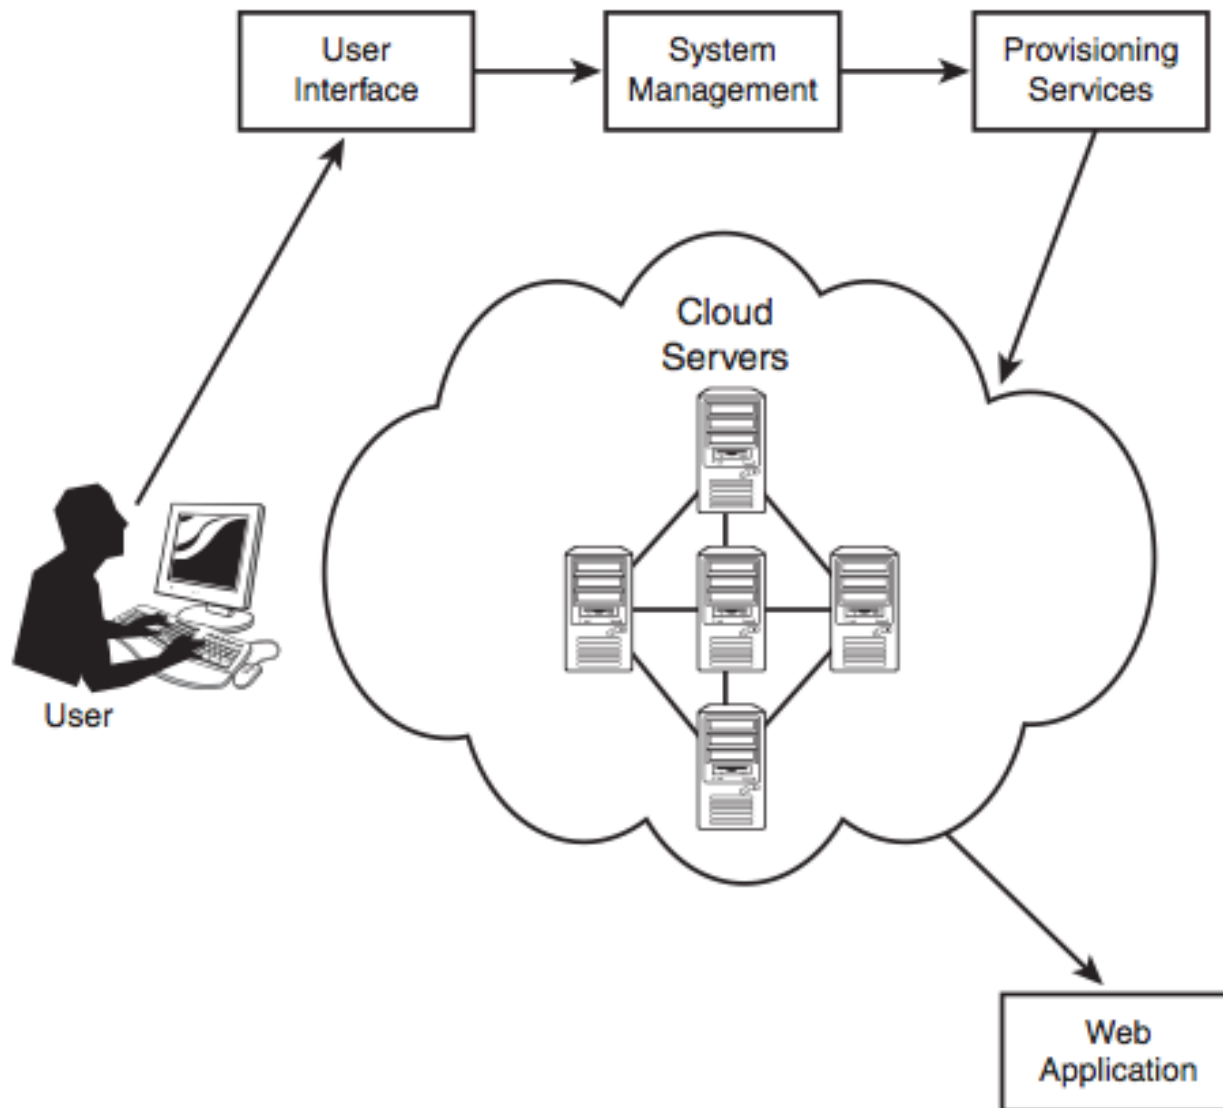 User
Interface
System
Management
Provisioning
Services
Cloud
Servers
User
Web
Application